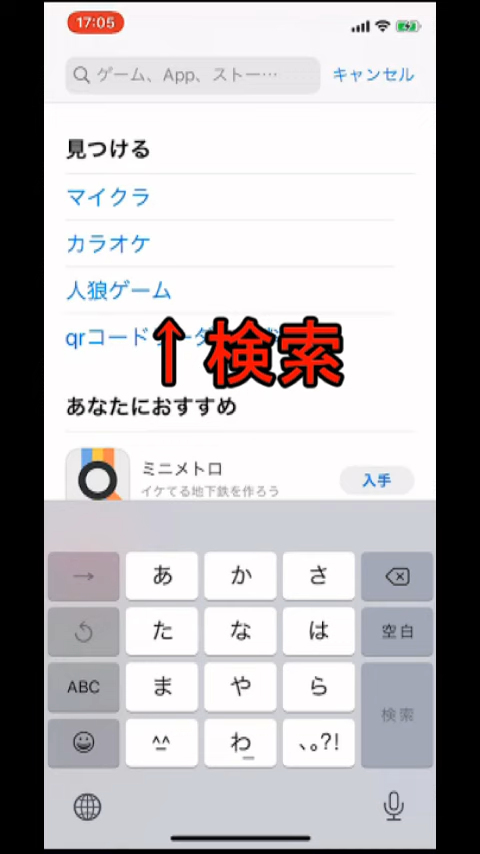 17:05
ゲーム、App、ストー…
キャンセル
見つける
マイクラ
カラオケ
人狼ゲーム
qrコード
↑検索
あなたにおすすめ
ミニメトロ
イケてる地下鉄を作ろう
入手
→ あ か さ
た な は 空白
ABC ま や ら 検索
^^ わ 、。?!